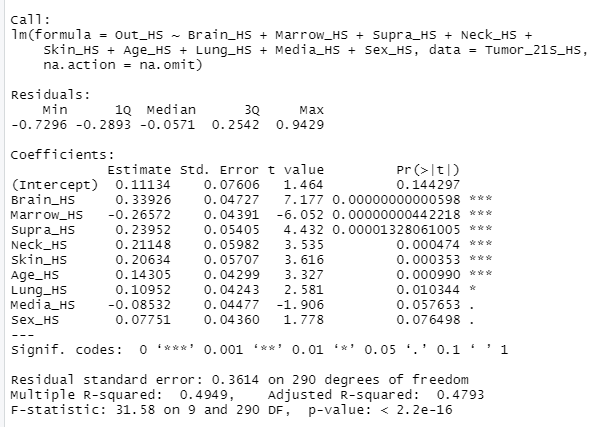 Call:
lm(formula = Out_HS ~ Brain_HS + Marrow_HS + Supra_HS + Neck_HS +
Skin_HS + Age_HS + Lung_HS + Media_HS + Sex_HS, data = Tumor_21S_HS,
na.action = na.omit)
Residuals:
Min 1Q Median 3Q Max
-0.7296 -0.2893 -0.0571 0.2542 0.9429
Coefficients:
Estimate Std. Error t value Pr(>|t|)
(Intercept) 0.11134 0.07606 1.464 0.144297
Brain_HS 0.33926 0.04727 7.177 0.00000000000598 ***
Marrow_HS -0.26572 0.04391 -6.052 0.00000000442218 ***
Supra_HS 0.23952 0.05405 4.432 0.00001328061005 ***
Neck_HS 0.21148 0.05982 3.535 0.000474 ***
Skin_HS 0.20634 0.05707 3.616 0.000353 ***
Age_HS 0.14305 0.04299 3.327 0.000990 ***
Lung_HS 0.10952 0.04243 2.581 0.010344 *
Media_HS -0.08532 0.04477 -1.906 0.057653 .
Sex_HS 0.07751 0.04360 1.778 0.076498 .
---
Signif. codes: 0 ‘***’ 0.001 ‘**’ 0.01 ‘*’ 0.05 ‘.’ 0.1 ‘ ’ 1
Residual standard error: 0.3614 on 290 degrees of freedom
Multiple R-squared: 0.4949, Adjusted R-squared: 0.4793
F-statistic: 31.58 on 9 and 290 DF, p-value: < 2.2e-16